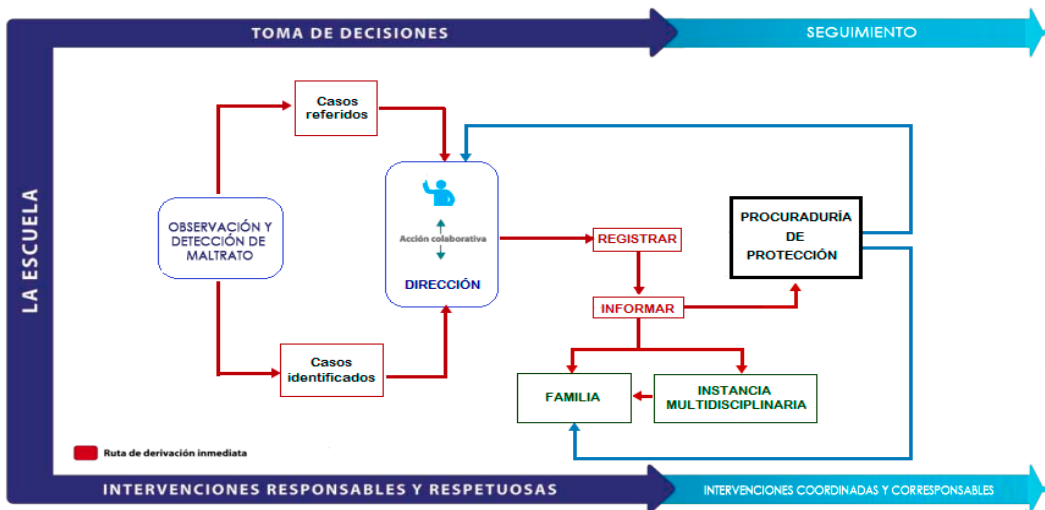 TOMA DE DECISIONES
SEGUIMIENTO
LA ESCUELA
Casos
referidos
OBSERVACIÓN Y
DETECCIÓN DE
MALTRATO
Acción colaborativa
DIRECCIÓN
REGISTRAR
PROCURADURÍA
DE
PROTECCIÓN
INFORMAR
Casos
identificados
FAMILIA
INSTANCIA
MULTIDISCIPLINARIA
Ruta de derivación inmediata
INTERVENCIONES RESPONSABLES Y RESPETUOSAS
INTERVENCIONES COORDINADAS Y CORRESPONSABLES